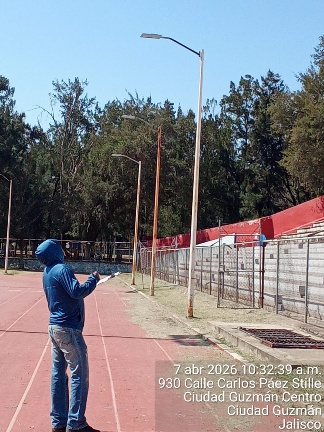 7 abr 2026 10:32:39 a.m.
930 Calle Carlos Páez Stille
Ciudad Guzmán Centro
Ciudad Guzmán
Jalisco